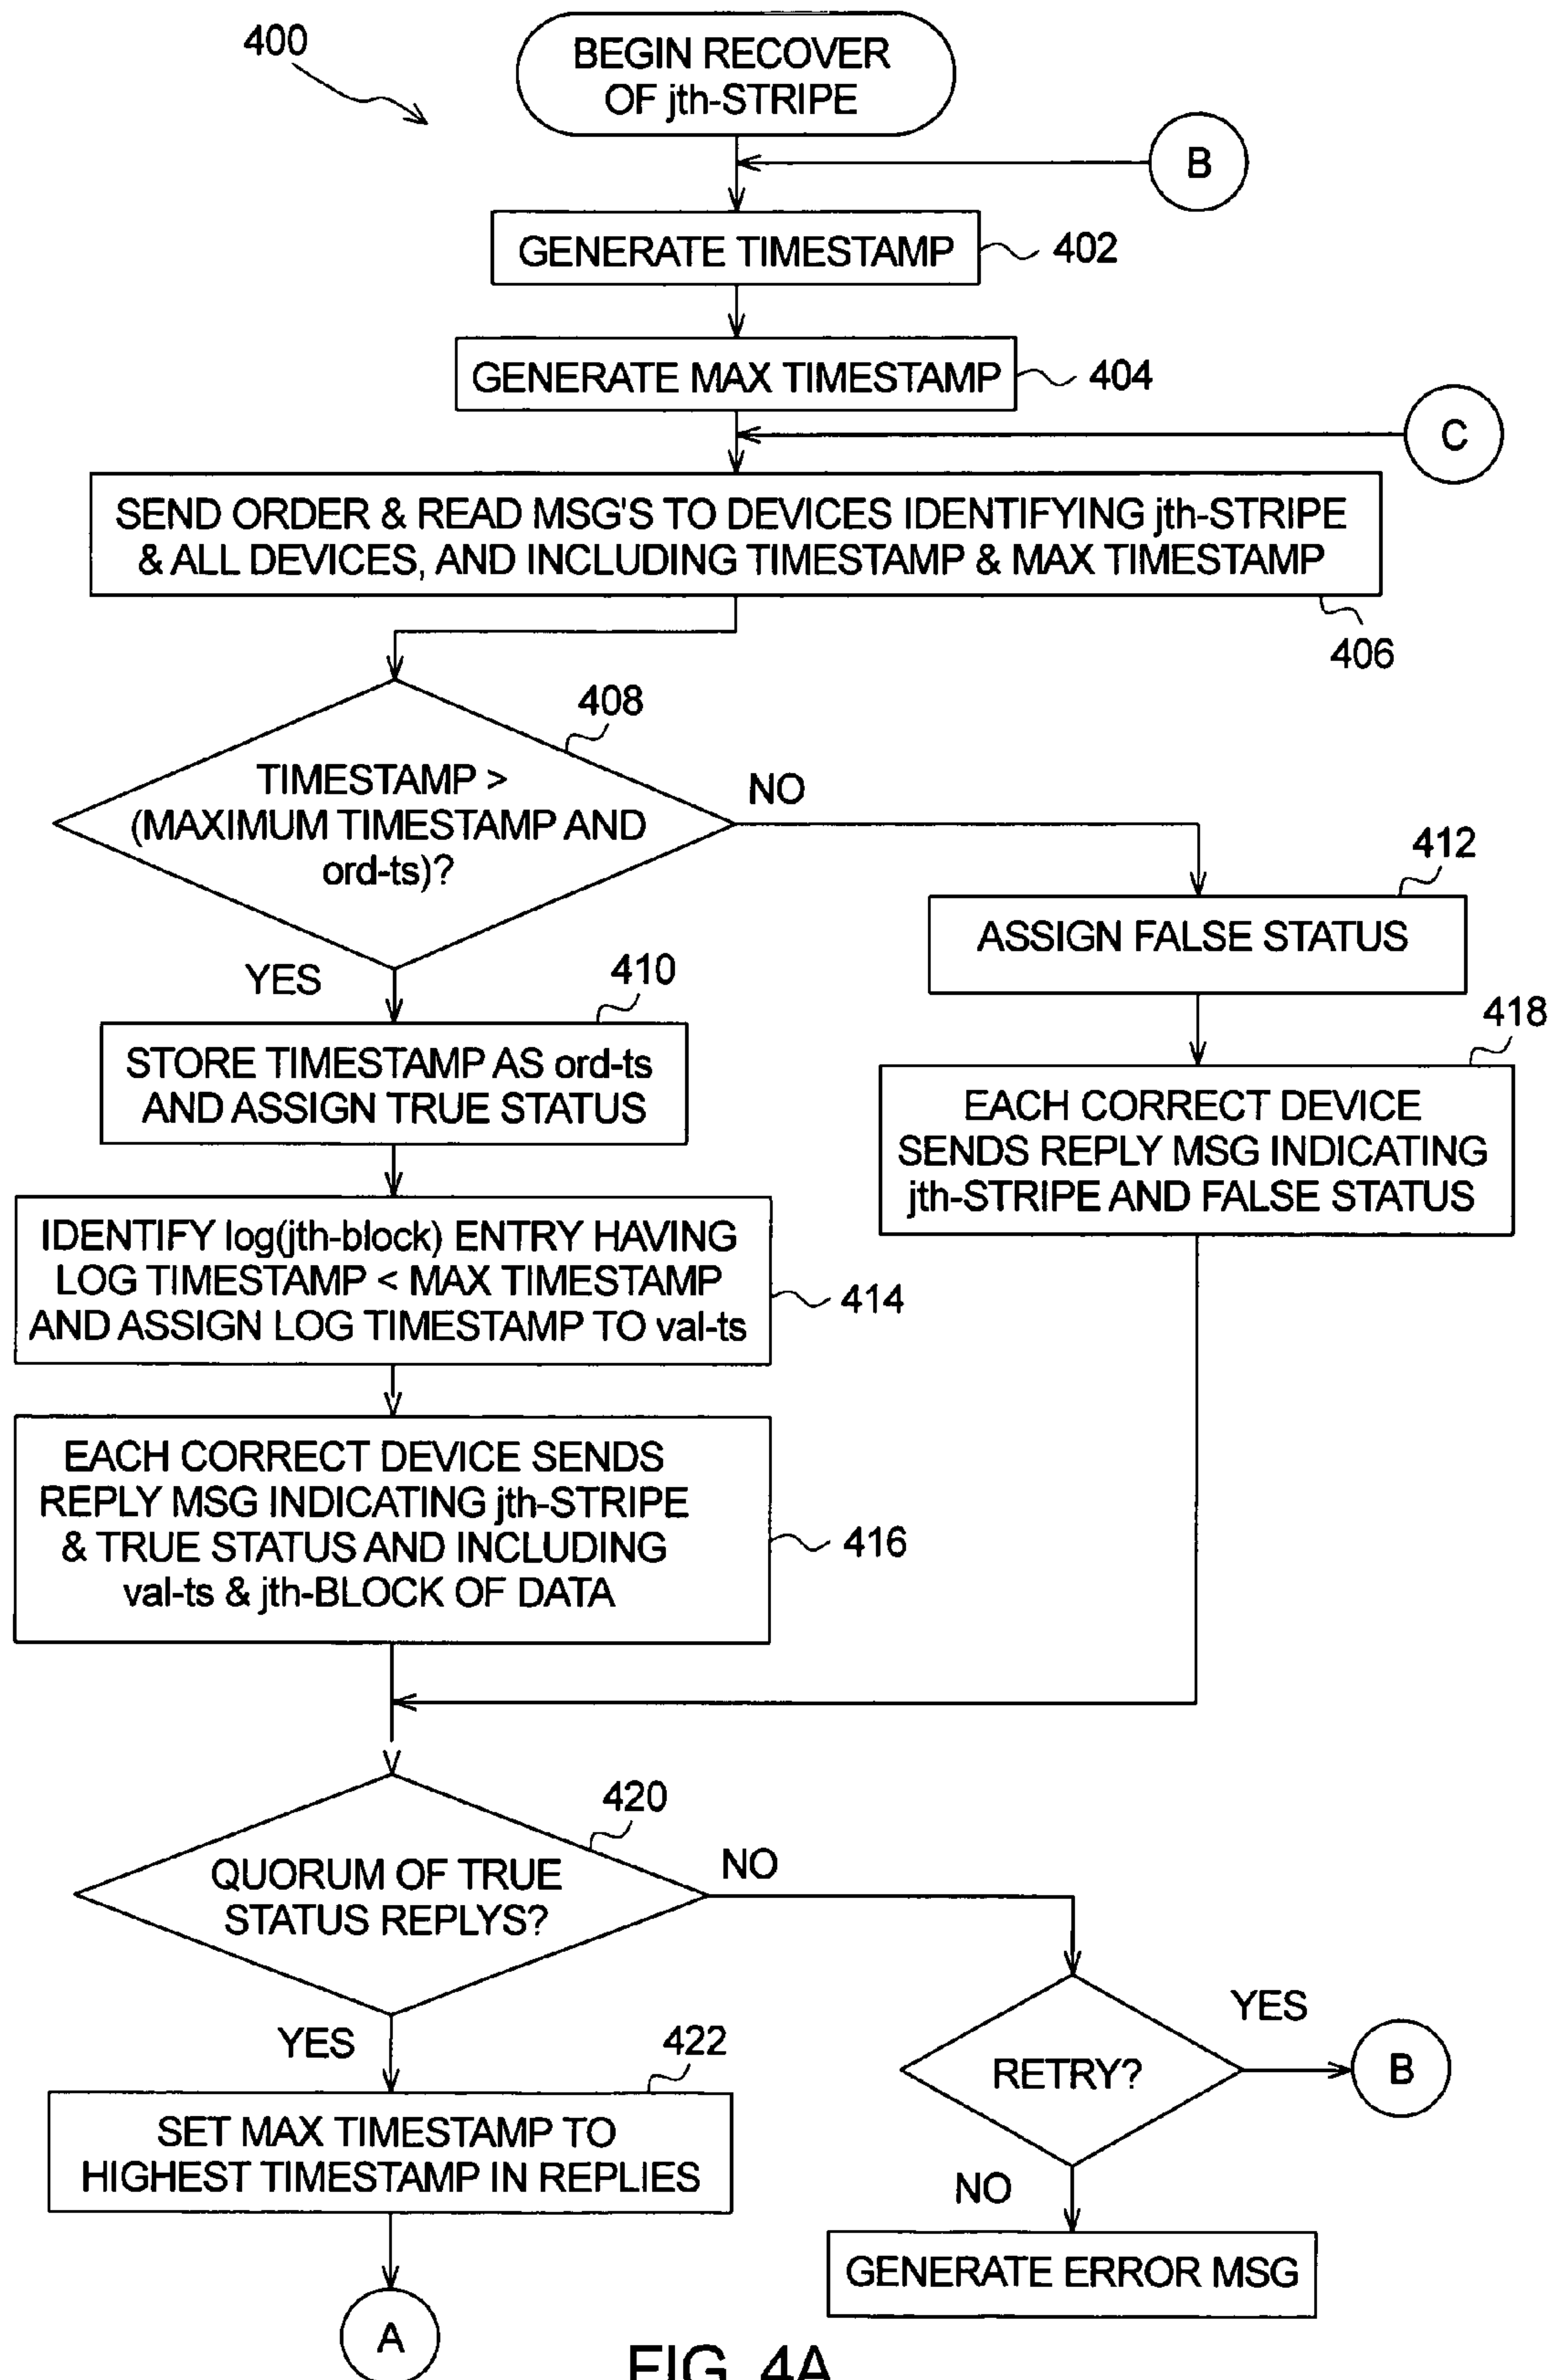 400
BEGIN RECOVER
OF jth-STRIPE
B
GENERATE TIMESTAMP
402
GENERATE MAX TIMESTAMP
404
C
SEND ORDER & READ MSG'S TO DEVICES IDENTIFYING jth-STRIPE
& ALL DEVICES, AND INCLUDING TIMESTAMP & MAX TIMESTAMP
406
408
TIMESTAMP >
(MAXIMUM TIMESTAMP AND
ord-ts)?
NO
YES
412
ASSIGN FALSE STATUS
410
STORE TIMESTAMP AS ord-ts
AND ASSIGN TRUE STATUS
418
EACH CORRECT DEVICE
SENDS REPLY MSG INDICATING
jth-STRIPE AND FALSE STATUS
IDENTIFY log(jth-block) ENTRY HAVING
LOG TIMESTAMP < MAX TIMESTAMP
AND ASSIGN LOG TIMESTAMP TO val-ts
414
EACH CORRECT DEVICE SENDS
REPLY MSG INDICATING jth-STRIPE
& TRUE STATUS AND INCLUDING
val-ts & jth-BLOCK OF DATA
416
420
QUORUM OF TRUE
STATUS REPLYS?
NO
YES
422
SET MAX TIMESTAMP TO
HIGHEST TIMESTAMP IN REPLIES
A
RETRY?
YES
B
NO
GENERATE ERROR MSG
FIG. 4A